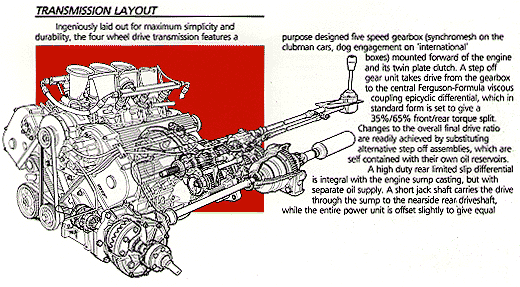 TRANSMISSION LAYOUT
Ingeniously laid out for maximum simplicity and
durability, the four wheel drive transmission features a
purpose designed five speed gearbox (synchromesh on the
clubman cars, dog engagement on 'international'
boxes) mounted forward of the engine
and its twin plate clutch. A step off
gear unit takes drive from the gearbox
to the central Ferguson-Formula viscous
coupling epicyclic differential, which in
standard form is set to give a
35%/65% front/rear torque split.
Changes to the overall final drive ratio
are readily achieved by substituting
alternative step off assemblies, which are
self contained with their own oil reservoirs.
A high duty rear limited slip differential
is integral with the engine sump casting, but with
separate oil supply. A short jack shaft carries the drive
through the sump to the nearside rear driveshaft,
while the entire power unit is offset slightly to give equal